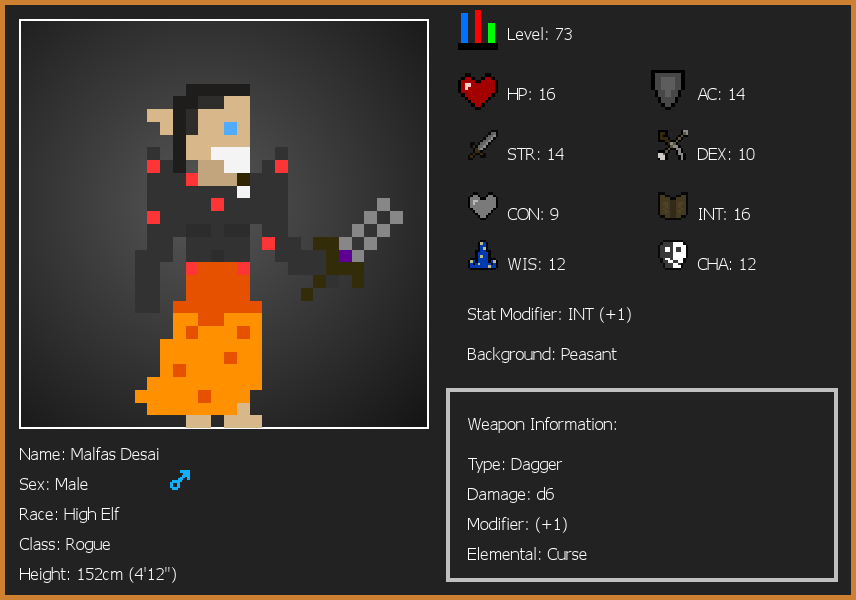 Level: 73
HP: 16
AC: 14
STR: 14
DEX: 10
CON: 9
INT: 16
WIS: 12
CHA: 12
Stat Modifier: INT (+1)
Background: Peasant
Weapon Information:
Type: Dagger
Damage: d6
Modifier: (+1)
Elemental: Curse
Name: Malfas Desai
Sex: Male
Race: High Elf
Class: Rogue
Height: 152cm (4'12")